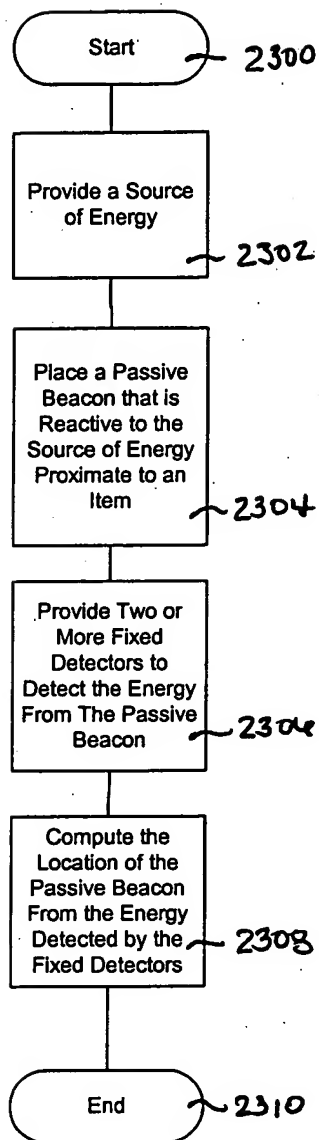 Start
2300
Provide a Source
of Energy
2302
Place a Passive
Beacon that is
Reactive to the
Source of Energy
Proximate to an
Item
2304
Provide Two or
More Fixed
Detectors to
Detect the Energy
From The Passive
Beacon
2306
Compute the
Location of the
Passive Beacon
From the Energy
Detected by the
Fixed Detectors
2308
End
2310